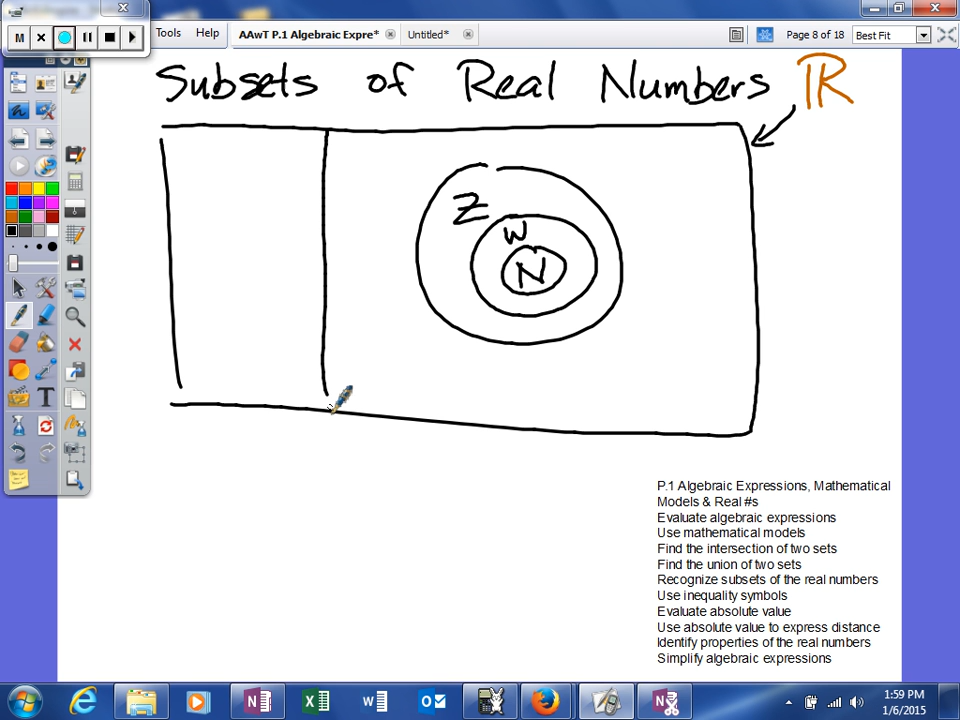 M
Tools Help AAwT P.1 Algebraic Expre* Untitled* Page 8 of 18 Best Fit
Subsets of Real Numbers ℝ
Z
W
N
T
P.1 Algebraic Expressions, Mathematical
Models & Real #s
Evaluate algebraic expressions
Use mathematical models
Find the intersection of two sets
Find the union of two sets
Recognize subsets of the real numbers
Use inequality symbols
Evaluate absolute value
Use absolute value to express distance
Identify properties of the real numbers
Simplify algebraic expressions
1:59 PM
1/6/2015